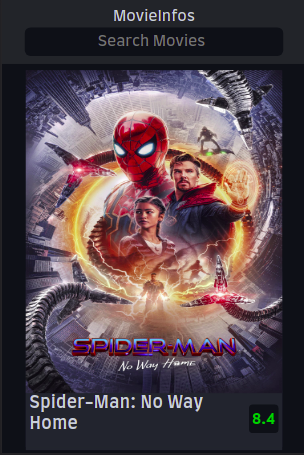 MovieInfos
Search Movies
SPIDER-MAN
No Way Home
Spider-Man: No Way
Home
8.4